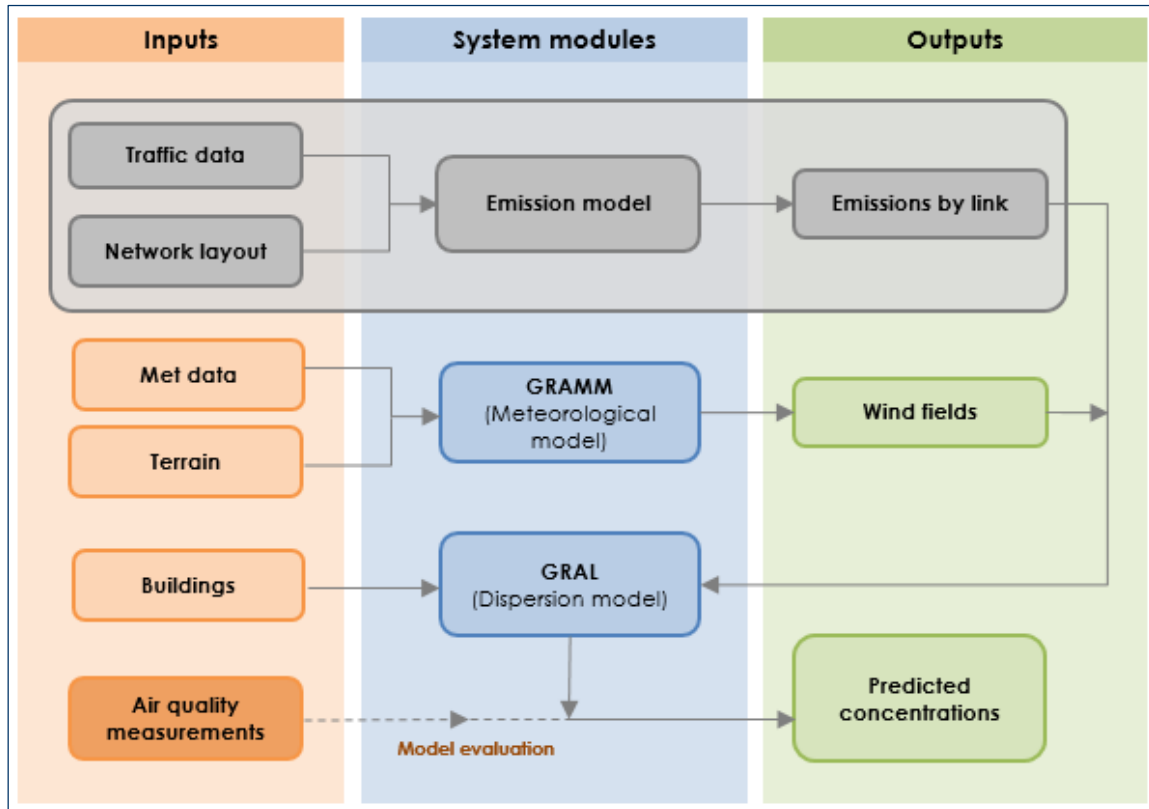 Inputs
System modules
Outputs
Traffic data
Network layout
Emission model
Emissions by link
Met data
Terrain
GRAMM
(Meteorological
model)
Wind fields
Buildings
GRAL
(Dispersion model)
Air quality
measurements
Model evaluation
Predicted
concentrations